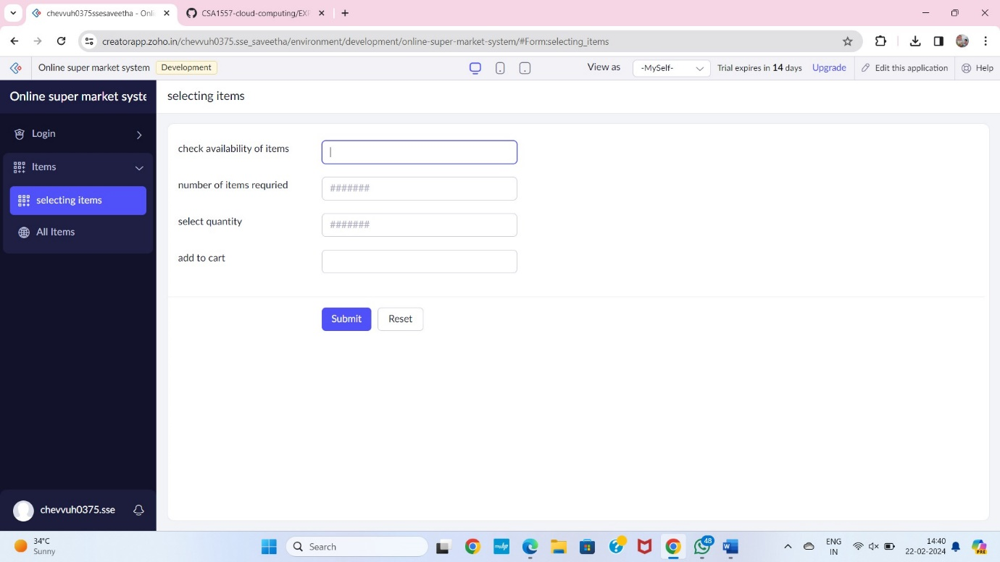 chevvuh0375ssesaveetha - Onli
CSA1557-cloud-computing/EXP
creatorapp.zoho.in/chevvuh0375.sse_saveetha/environment/development/online-super-market-system/#Form:selecting_items
Online super market system
Development
View as
-MySelf-
Trial expires in 14 days
Upgrade
Edit this application
Help
Online super market syste
selecting items
Login
Items
selecting items
All Items
check availability of items
number of items requried
#######
select quantity
#######
add to cart
Submit
Reset
chevvuh0375.sse
34°C
Sunny
Search
myhp
48
ENG
IN
14:40
22-02-2024
PRE